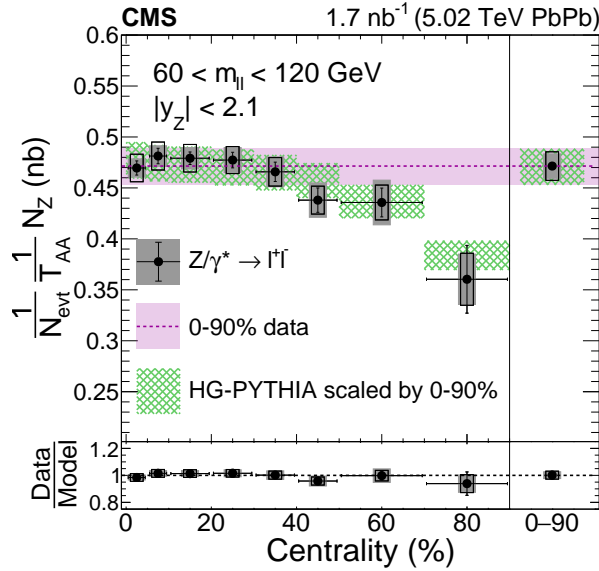 CMS 1.7 nb⁻¹ (5.02 TeV PbPb)
60 < m_ll < 120 GeV
|y_Z| < 2.1
1/N_evt 1/T_AA N_Z (nb)
0.6
0.55
0.5
0.45
0.4
0.35
0.3
0.25
Z/γ* → l⁺l⁻
0-90% data
HG-PYTHIA scaled by 0-90%
Data/Model
1.2
1
0.8
0 20 40 60 80 0–90
Centrality (%)